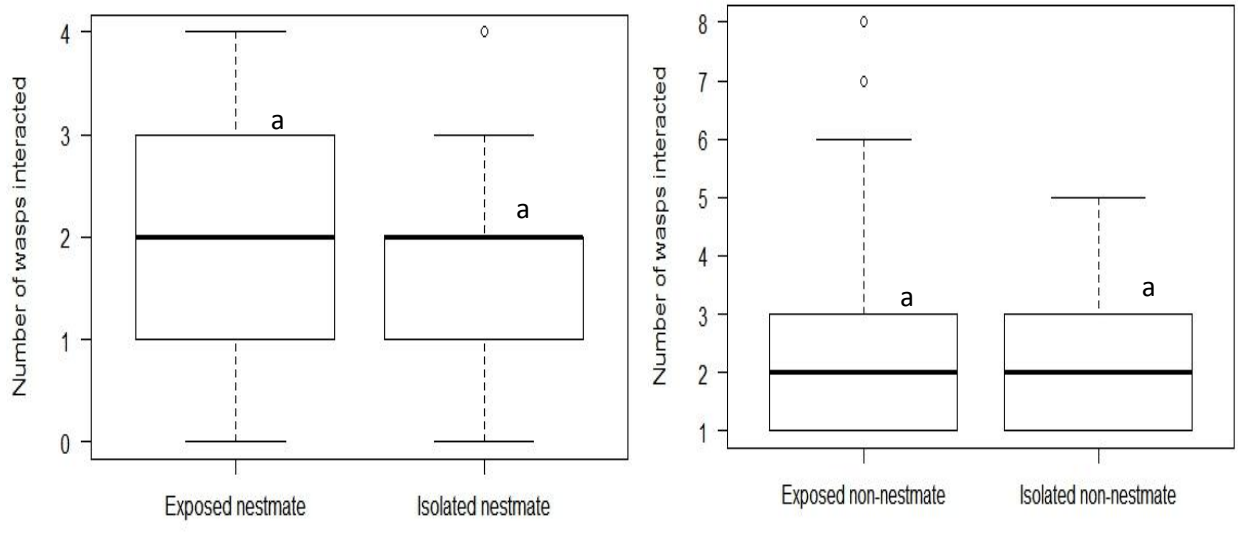 Number of wasps interacted
4
3
2
1
0
a
a
Exposed nestmate
Isolated nestmate
Number of wasps interacted
8
7
6
5
4
3
2
1
a
a
Exposed non-nestmate
Isolated non-nestmate